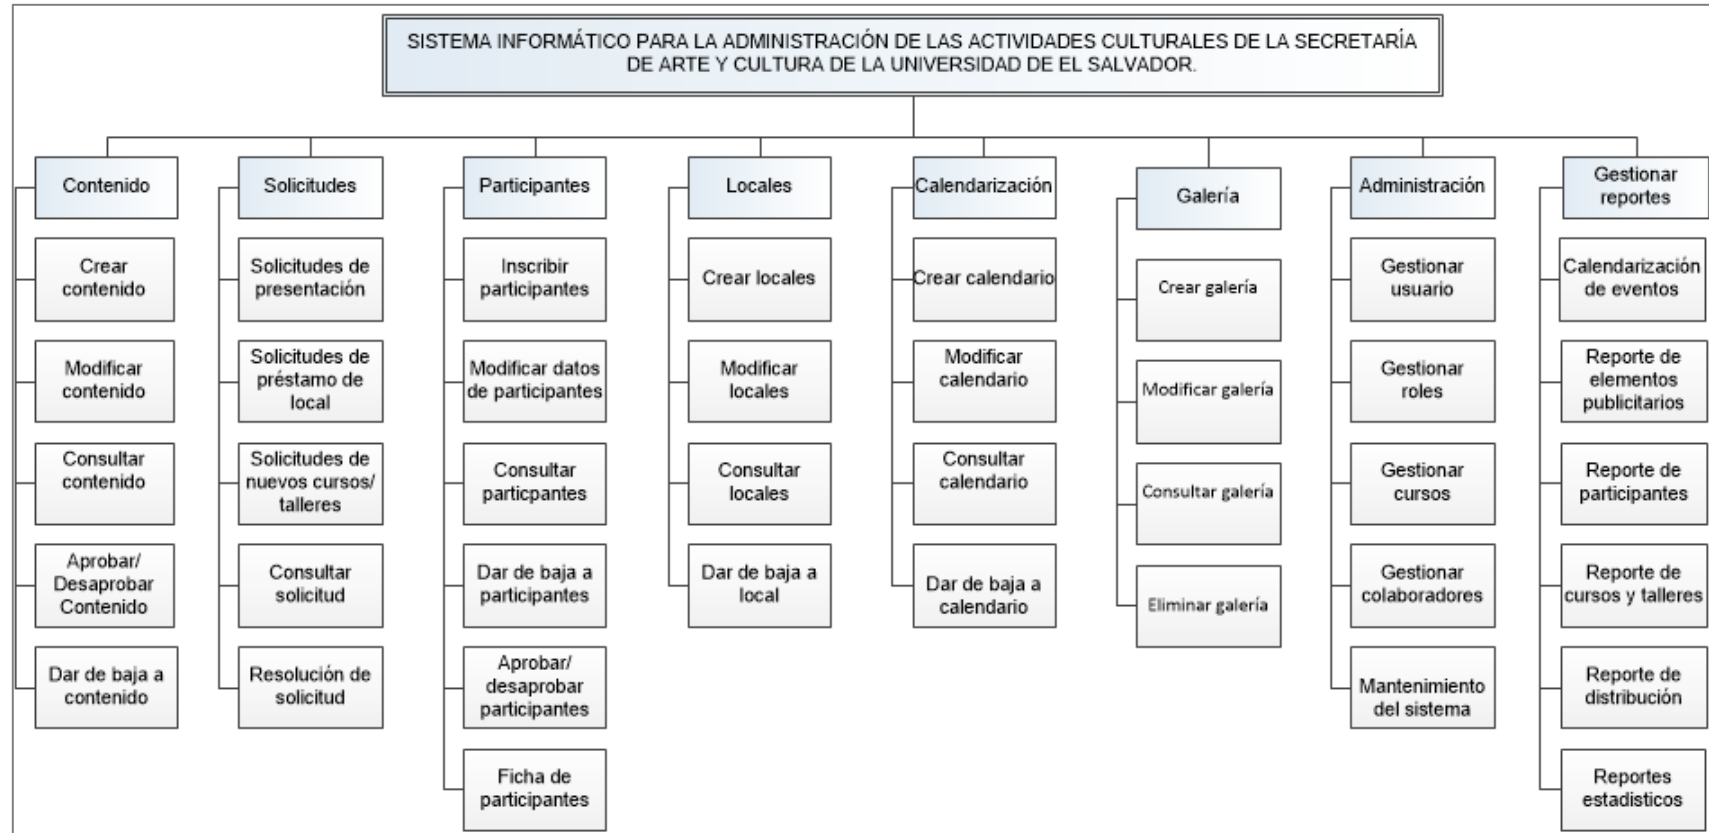 SISTEMA INFORMÁTICO PARA LA ADMINISTRACIÓN DE LAS ACTIVIDADES CULTURALES DE LA SECRETARÍA
DE ARTE Y CULTURA DE LA UNIVERSIDAD DE EL SALVADOR.
Contenido
Crear
contenido
Modificar
contenido
Consultar
contenido
Aprobar/
Desaprobar
Contenido
Dar de baja a
contenido
Solicitudes
Solicitudes de
presentación
Solicitudes de
préstamo de
local
Solicitudes de
nuevos cursos/
talleres
Consultar
solicitud
Resolución de
solicitud
Participantes
Inscribir
participantes
Modificar datos
de participantes
Consultar
particpantes
Dar de baja a
participantes
Aprobar/
desaprobar
participantes
Ficha de
participantes
Locales
Crear locales
Modificar
locales
Consultar
locales
Dar de baja a
local
Calendarización
Crear calendario
Modificar
calendario
Consultar
calendario
Dar de baja a
calendario
Galería
Crear galería
Modificar galería
Consultar galería
Eliminar galería
Administración
Gestionar
usuario
Gestionar
roles
Gestionar
cursos
Gestionar
colaboradores
Mantenimiento
del sistema
Gestionar
reportes
Calendarización
de eventos
Reporte de
elementos
publicitarios
Reporte de
participantes
Reporte de
cursos y talleres
Reporte de
distribución
Reportes
estadisticos